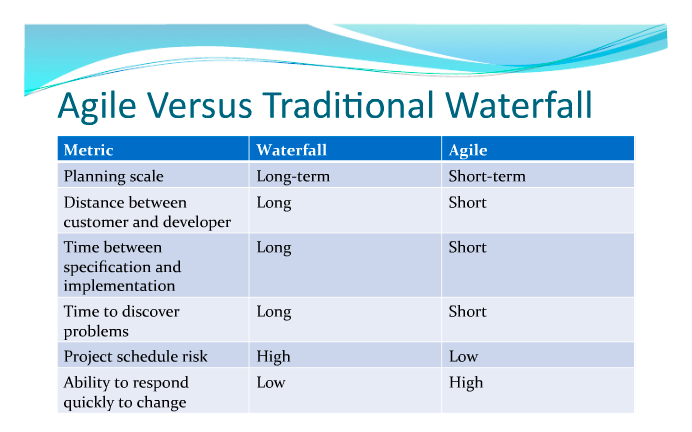 Agile Versus Traditional Waterfall
Metric Waterfall Agile
Planning scale Long-term Short-term
Distance between Long Short
customer and developer
Time between Long Short
specification and
implementation
Time to discover Long Short
problems
Project schedule risk High Low
Ability to respond Low High
quickly to change